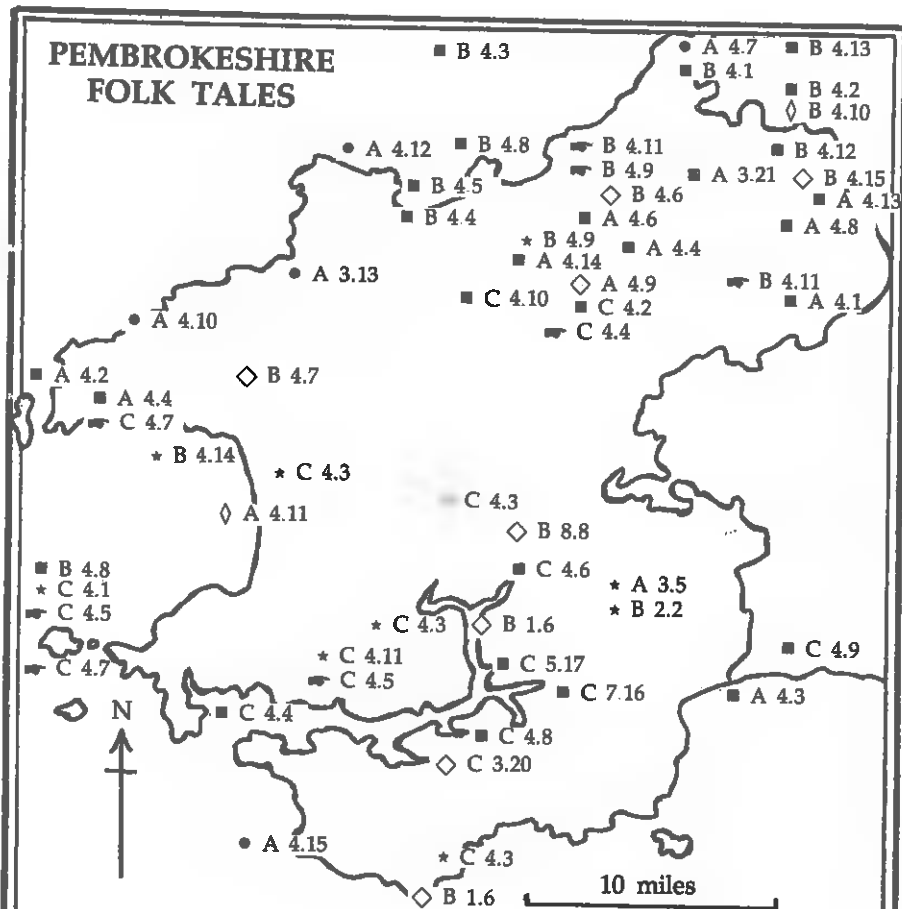 PEMBROKESHIRE
FOLK TALES
B 4.3
A 4.7
B 4.13
B 4.1
B 4.2
B 4.10
A 4.12
B 4.8
B 4.11
B 4.12
B 4.9
A 3.21
B 4.15
B 4.5
B 4.6
A 4.13
B 4.4
A 4.6
A 4.8
B 4.9
A 4.4
A 4.14
A 3.13
A 4.9
B 4.11
C 4.10
C 4.2
A 4.1
A 4.10
C 4.4
A 4.2
B 4.7
A 4.4
C 4.7
B 4.14
C 4.3
C 4.3
A 4.11
B 8.8
B 4.8
C 4.6
C 4.1
A 3.5
C 4.5
B 2.2
C 4.3
B 1.6
C 4.9
C 4.11
C 4.7
C 5.17
C 4.5
C 7.16
A 4.3
N
C 4.4
C 4.8
C 3.20
A 4.15
C 4.3
10 miles
B 1.6